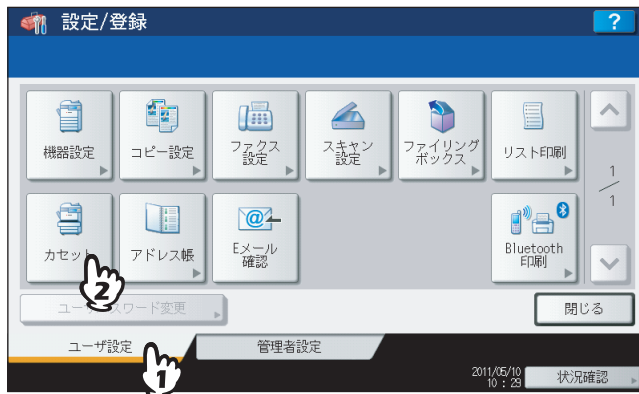 設定/登録
?
機器設定
コピー設定
ファクス
設定
スキャン
設定
ファイリング
ボックス
リスト印刷
1
1
カセット
アドレス帳
@
Eメール
確認
Bluetooth
印刷
2
スワード変更
閉じる
ユーザ設定
管理者設定
1
2011/05/10
10 : 29
状況確認